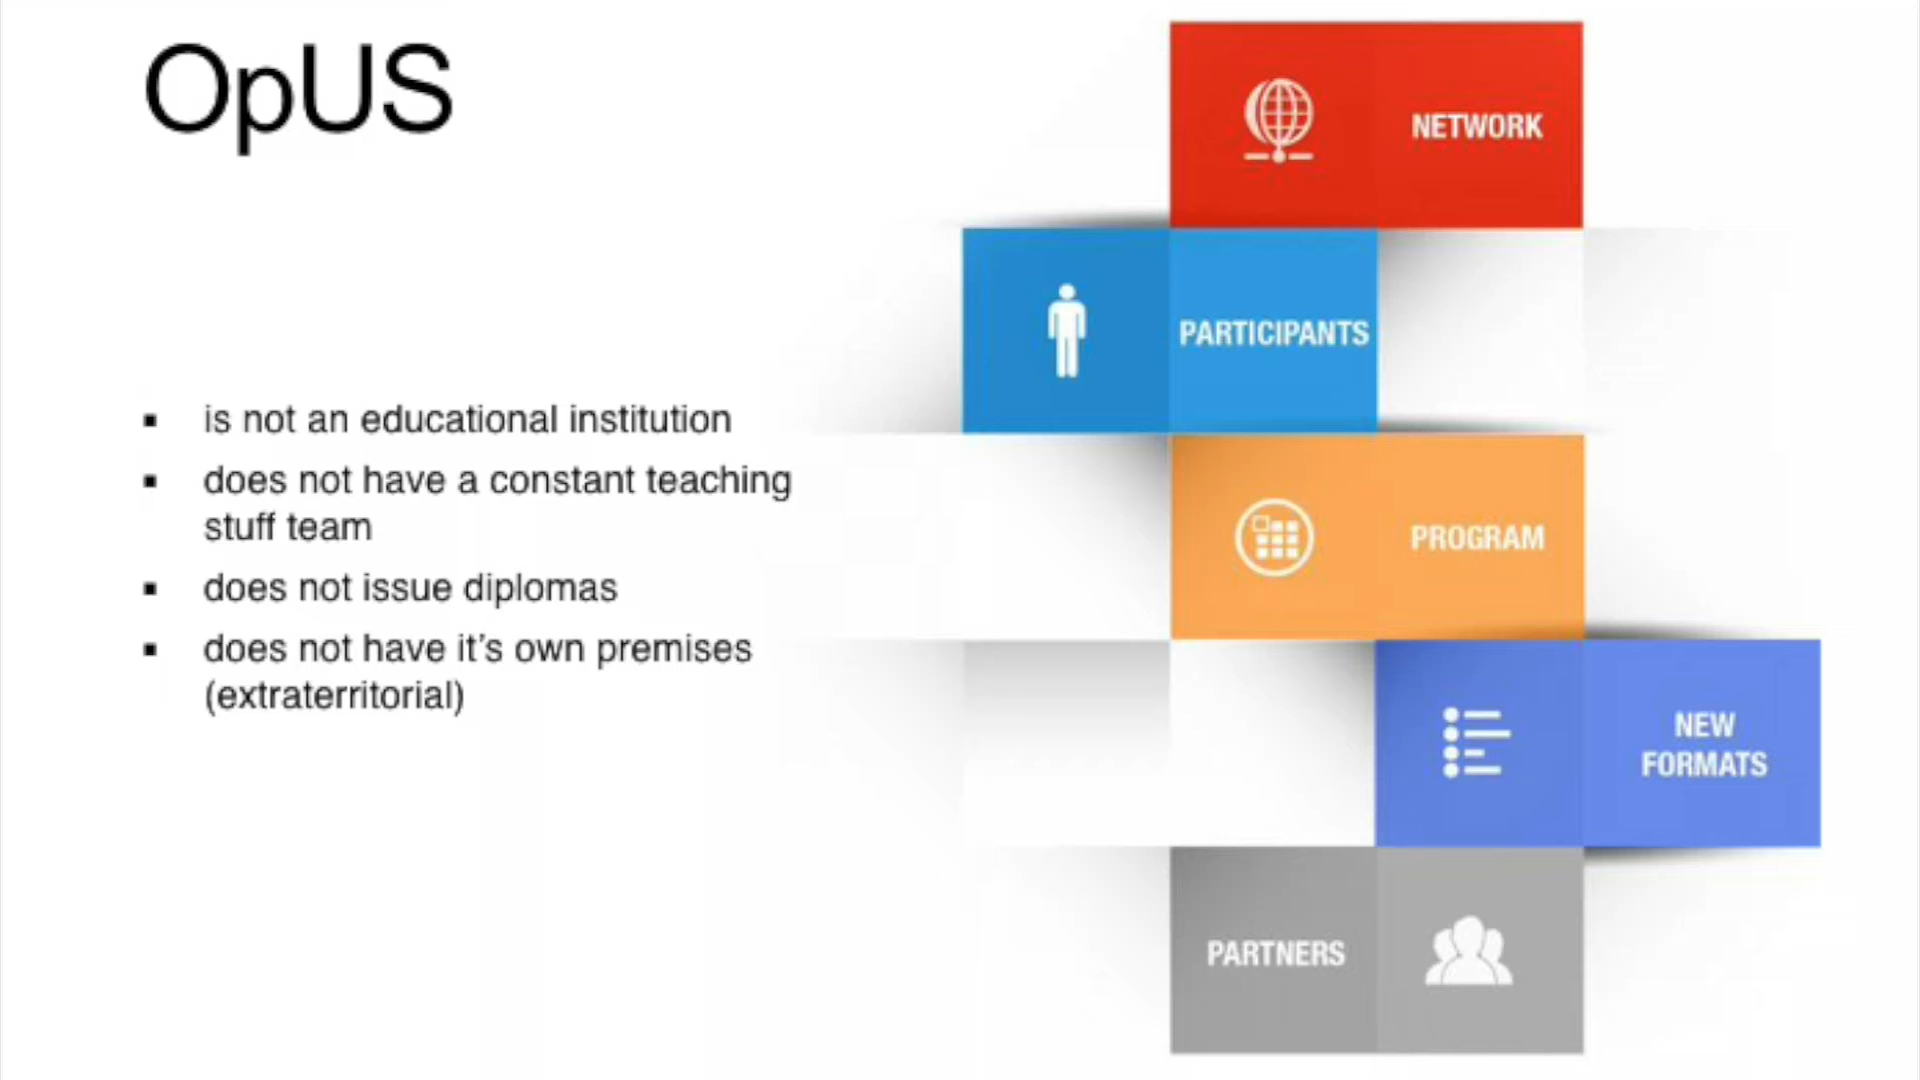 OpUS
is not an educational institution
does not have a constant teaching
stuff team
does not issue diplomas
does not have it's own premises
(extraterritorial)
NETWORK
PARTICIPANTS
PROGRAM
NEW
FORMATS
PARTNERS